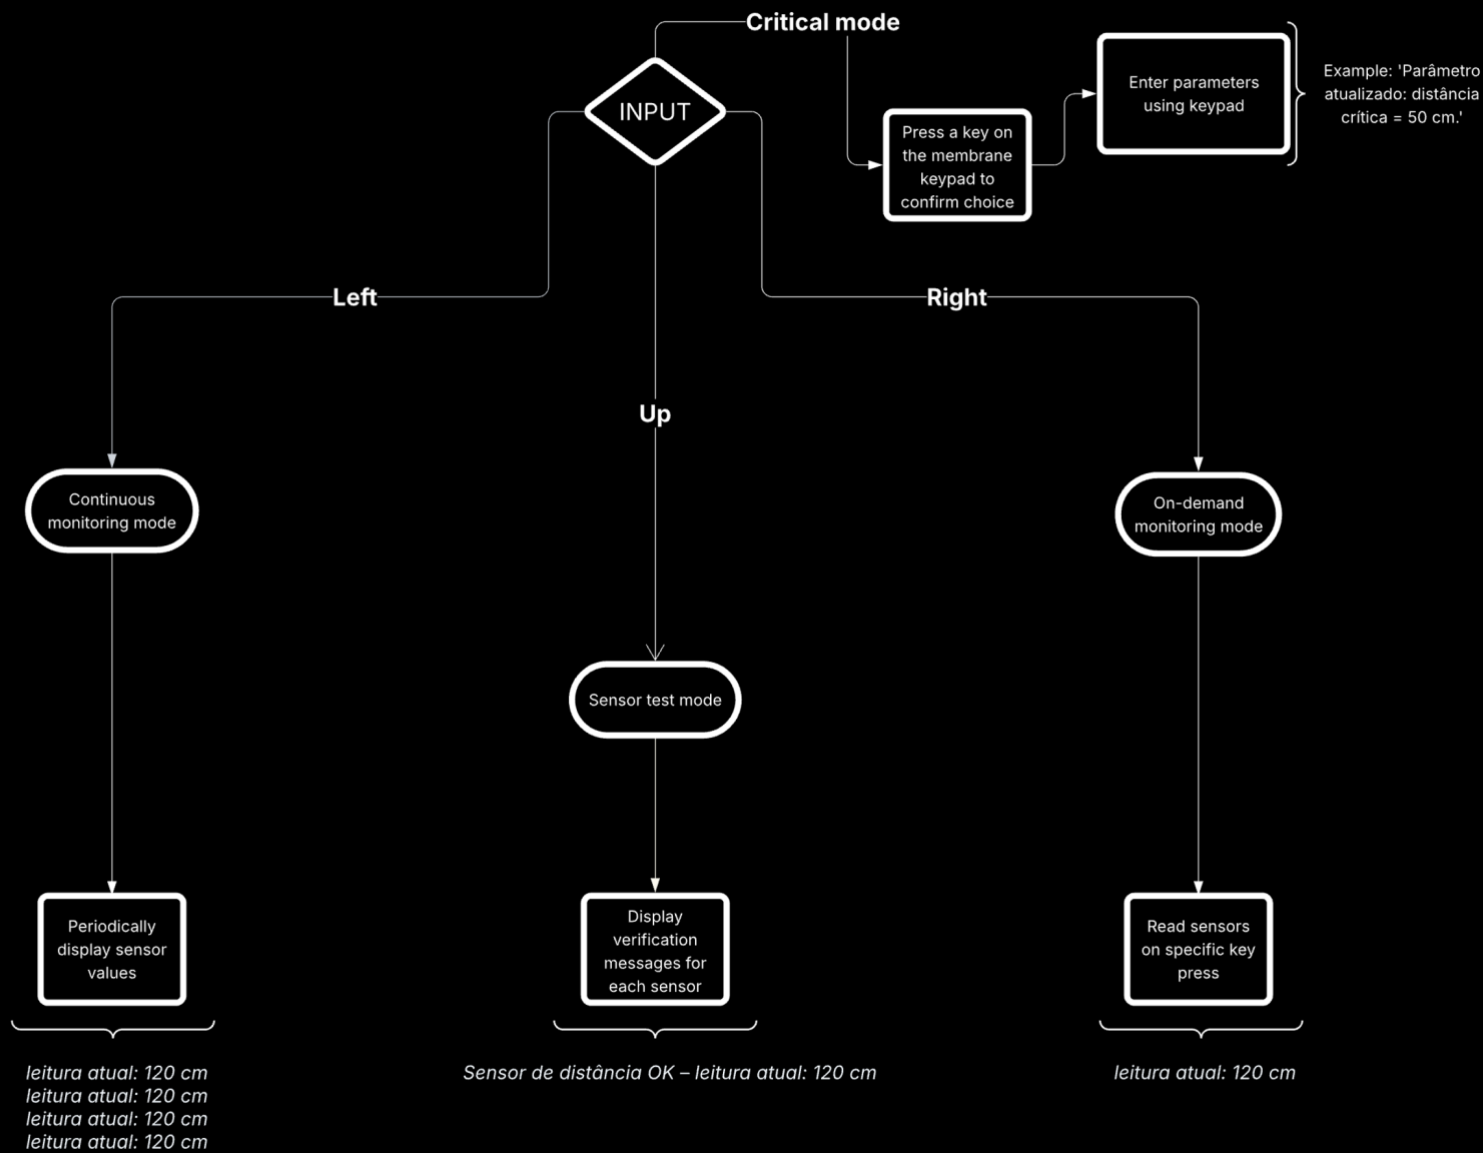 Critical mode
INPUT
Press a key on
the membrane
keypad to
confirm choice
Enter parameters
using keypad
Example: 'Parâmetro
atualizado: distância
crítica = 50 cm.'
Left
Right
Up
Continuous
monitoring mode
On-demand
monitoring mode
Sensor test mode
Periodically
display sensor
values
Display
verification
messages for
each sensor
Read sensors
on specific key
press
leitura atual: 120 cm
leitura atual: 120 cm
leitura atual: 120 cm
leitura atual: 120 cm
Sensor de distância OK – leitura atual: 120 cm
leitura atual: 120 cm